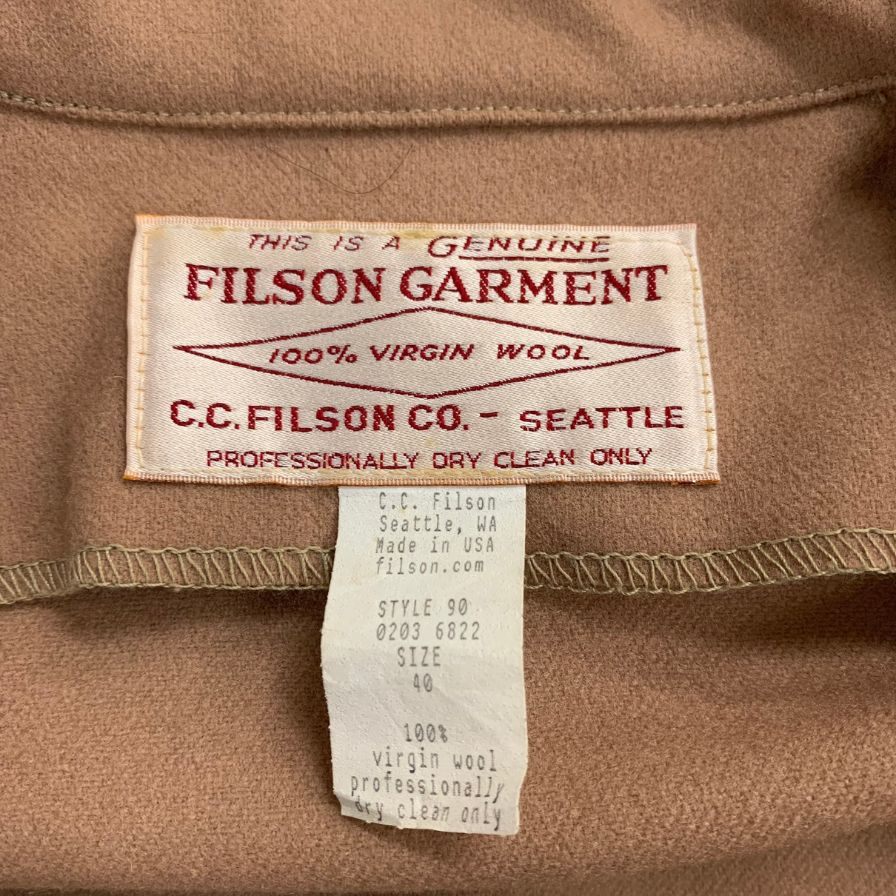 THIS IS A GENUINE
FILSON GARMENT
100% VIRGIN WOOL
C.C. FILSON CO. - SEATTLE
PROFESSIONALLY DRY CLEAN ONLY
C.C. Filson
Seattle, WA
Made in USA
filson.com
STYLE 90
0203 6822
SIZE
40
100%
virgin wool
professionally
dry clean only